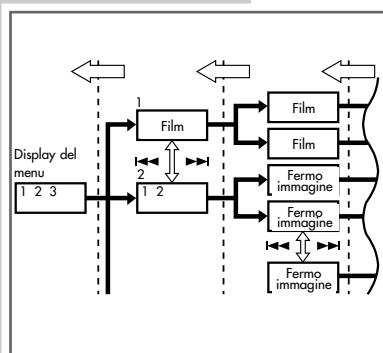 1
Film
Film
Film
Display del
menu
1 2 3
2
1 2
Fermo
immagine
Fermo
immagine
Fermo
immagine